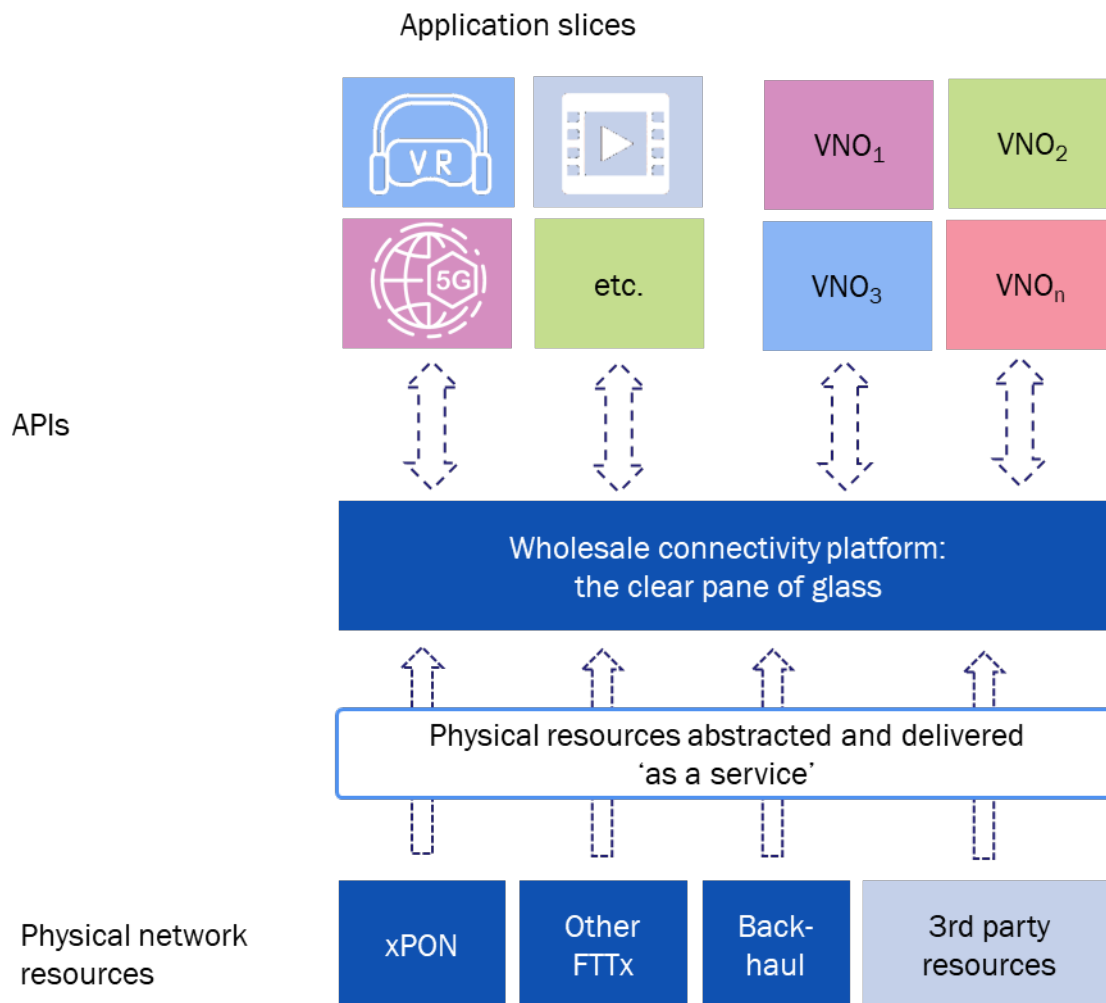 Application slices
VR
VNO₁
VNO₂
5G
etc.
VNO₃
VNOₙ
APIs
Wholesale connectivity platform:
the clear pane of glass
Physical resources abstracted and delivered
‘as a service’
Physical network
resources
xPON
Other
FTTx
Back-
haul
3rd party
resources